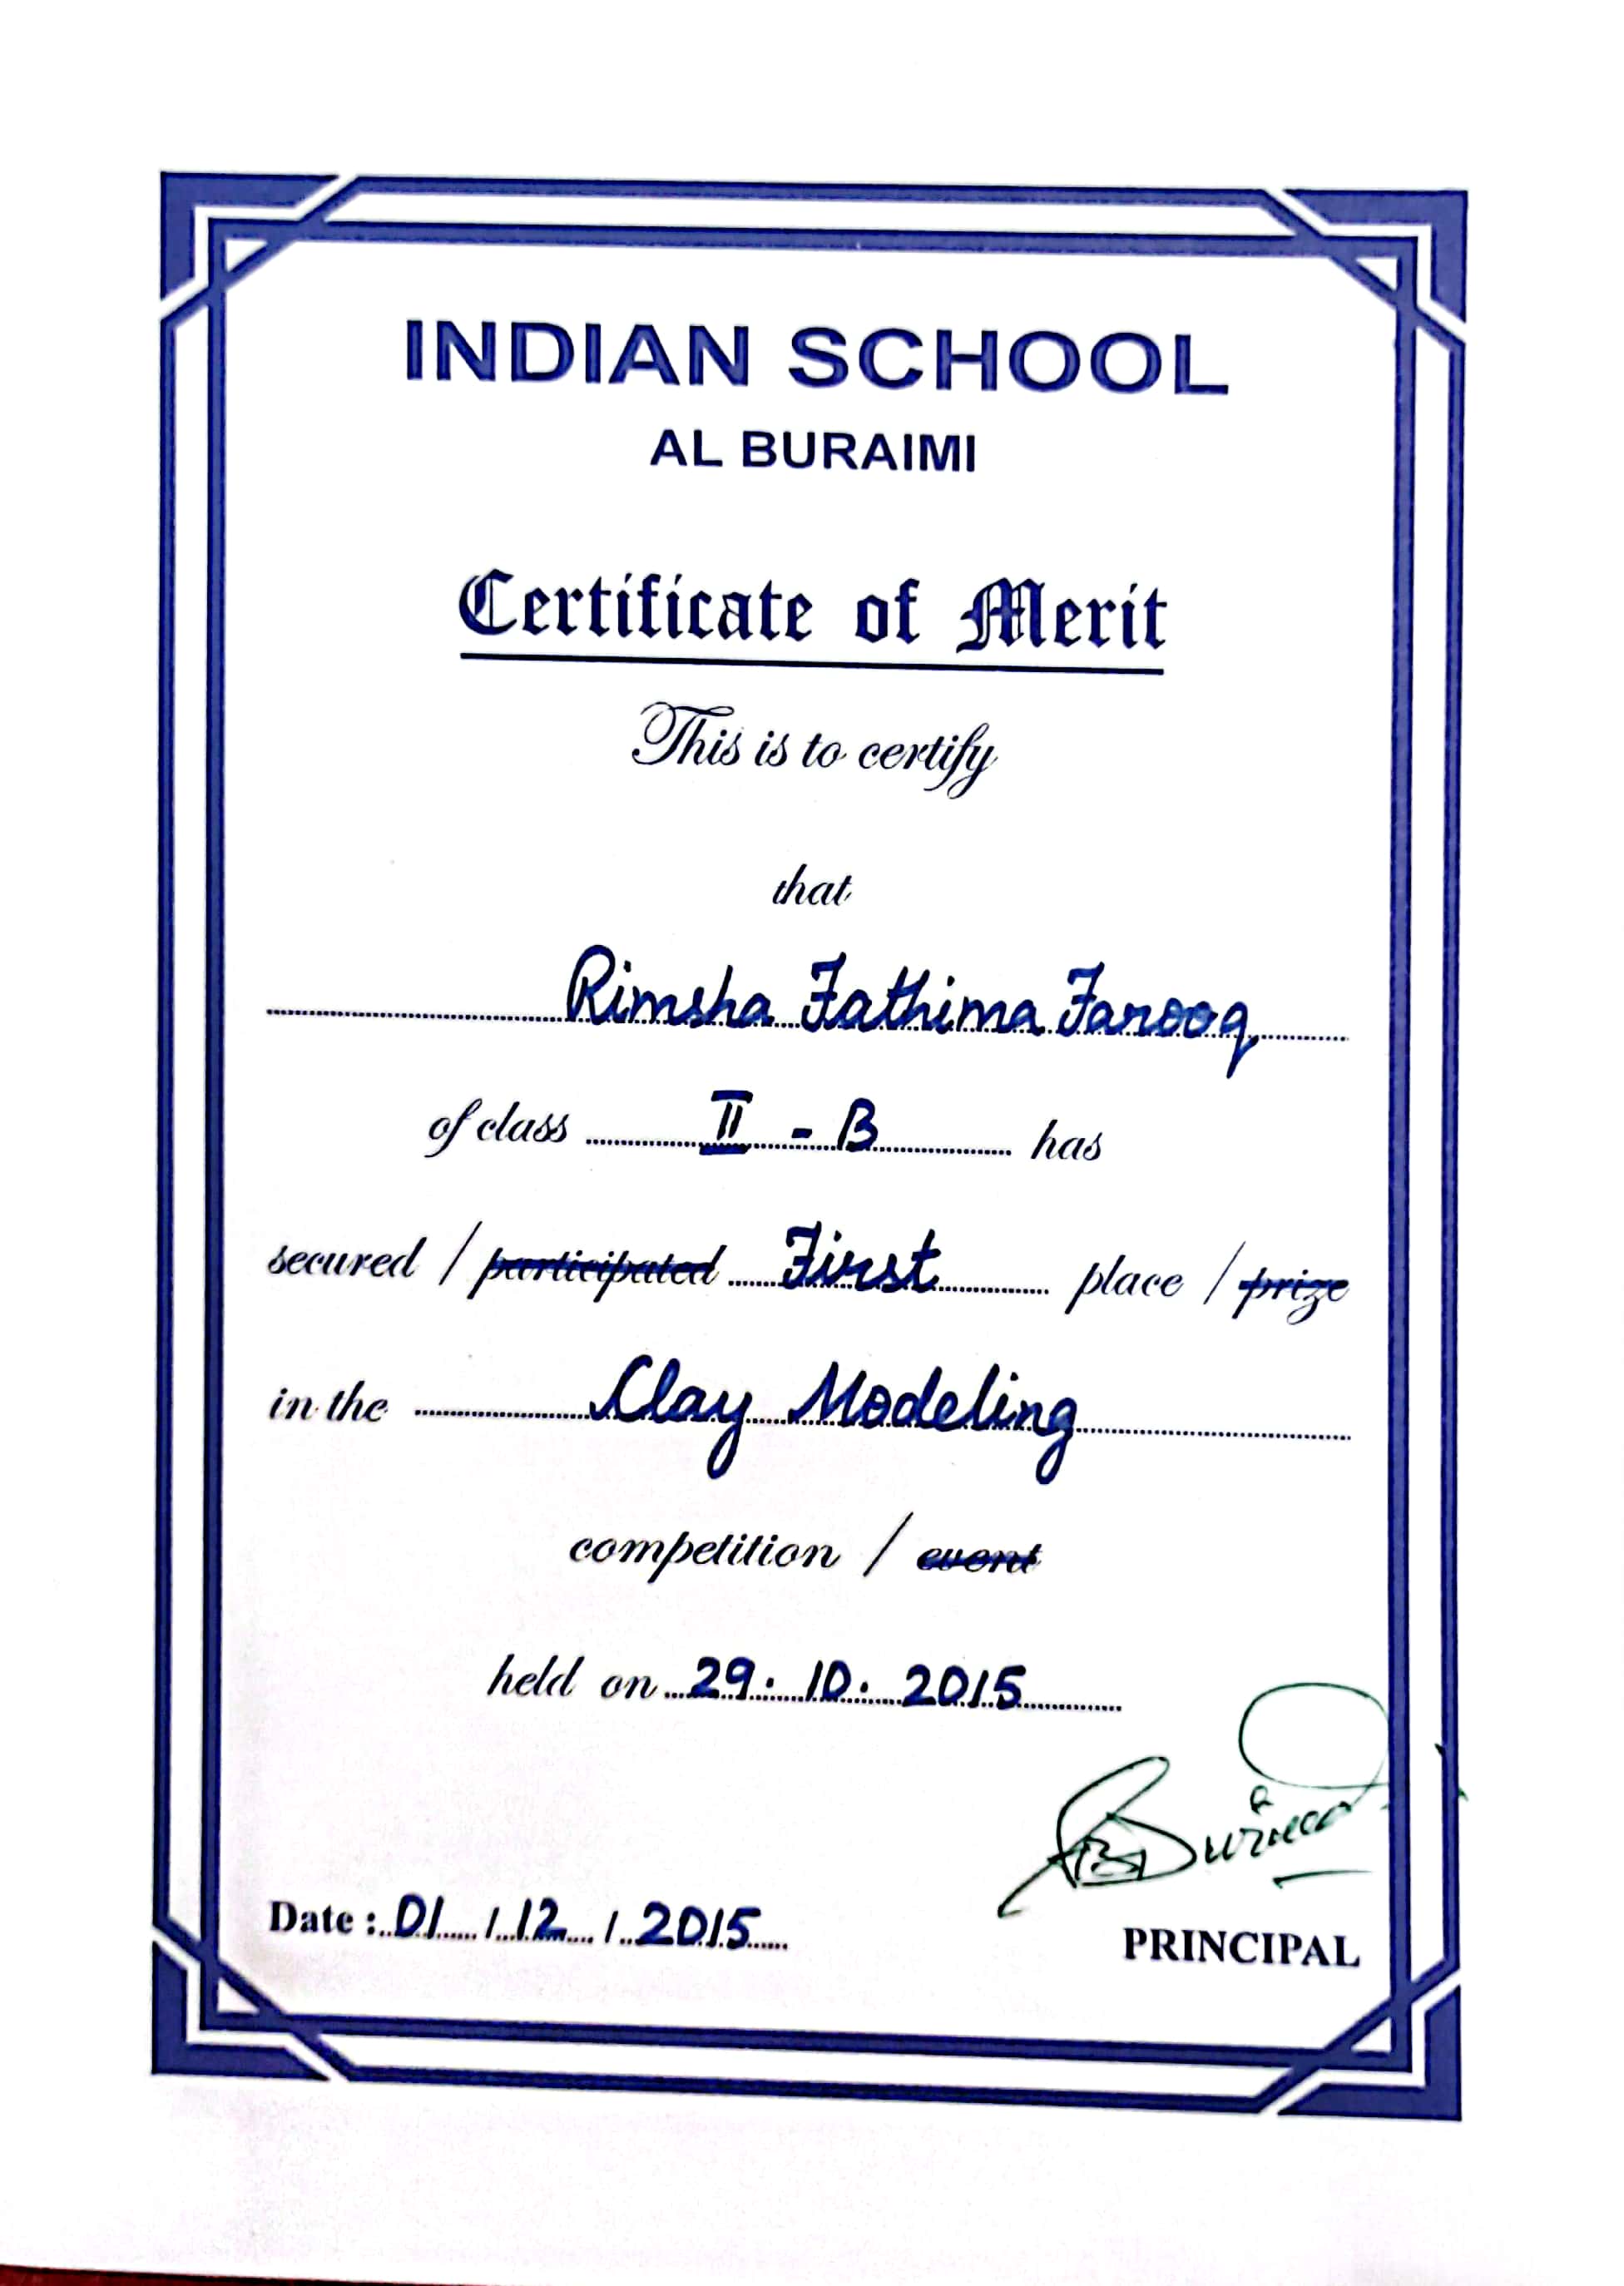 INDIAN SCHOOL
AL BURAIMI
Certificate of Merit
This is to certify
that
Rimsha Fathima Farooq
of class II - B has
secured / participated First place / prize
in the Clay Modeling
competition / event
held on 29. 10. 2015
Date : 01 / 12 / 2015
PRINCIPAL